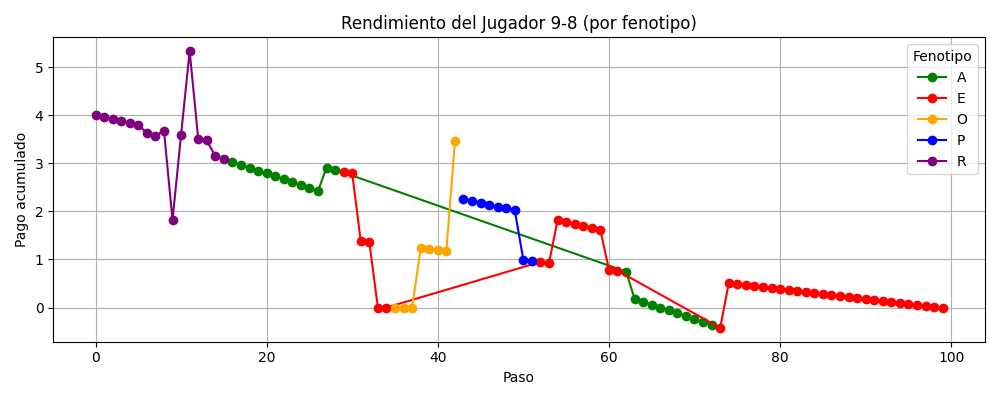 Rendimiento del Jugador 9-8 (por fenotipo)
Pago acumulado
5
4
3
2
1
0
Fenotipo
A
E
O
P
R
0 20 40 60 80 100
Paso